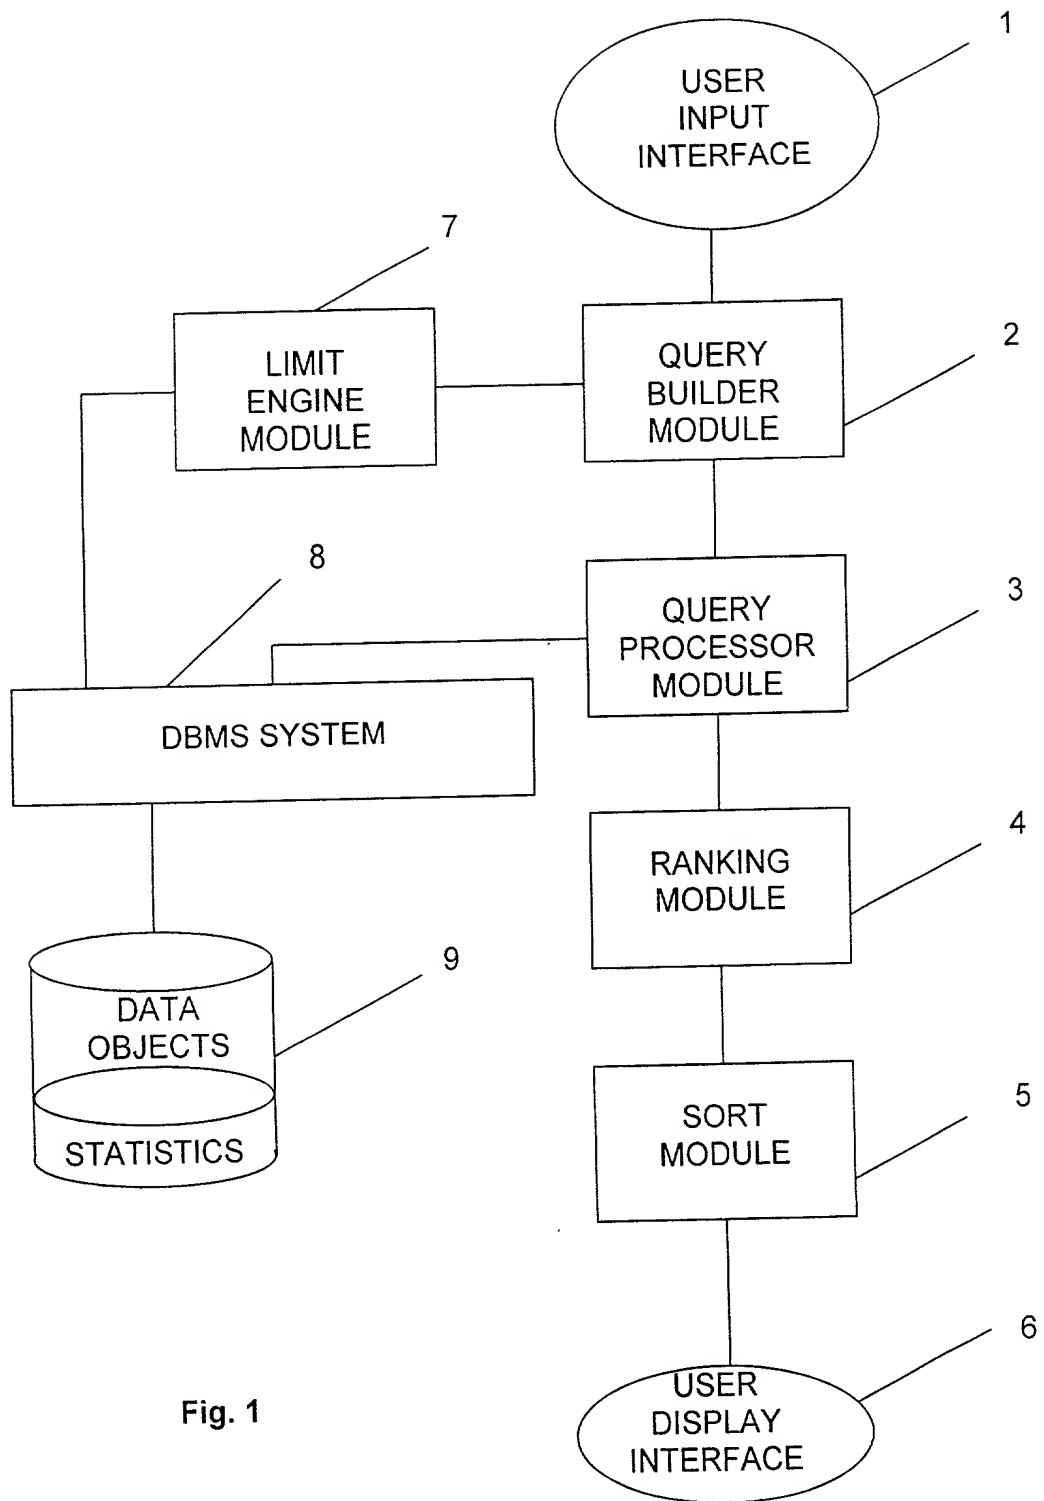 1
USER
INPUT
INTERFACE
7
LIMIT
ENGINE
MODULE
QUERY
BUILDER
MODULE
2
8
QUERY
PROCESSOR
MODULE
3
DBMS SYSTEM
4
RANKING
MODULE
9
DATA
OBJECTS
STATISTICS
5
SORT
MODULE
6
USER
DISPLAY
INTERFACE
Fig. 1